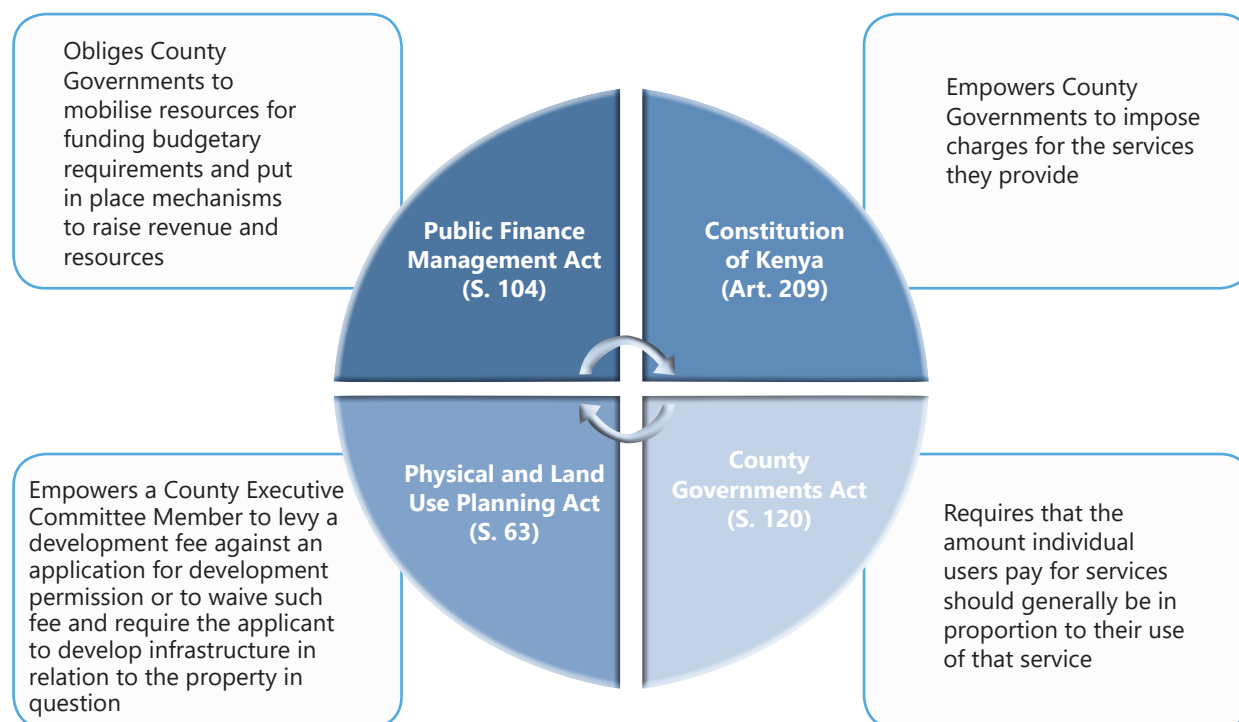 Obliges County
Governments to
mobilise resources for
funding budgetary
requirements and put
in place mechanisms
to raise revenue and
resources
Empowers County
Governments to impose
charges for the services
they provide
Public Finance
Management Act
(S. 104)
Constitution
of Kenya
(Art. 209)
Physical and Land
Use Planning Act
(S. 63)
County
Governments Act
(S. 120)
Empowers a County Executive
Committee Member to levy a
development fee against an
application for development
permission or to waive such
fee and require the applicant
to develop infrastructure in
relation to the property in
question
Requires that the
amount individual
users pay for services
should generally be in
proportion to their use
of that service